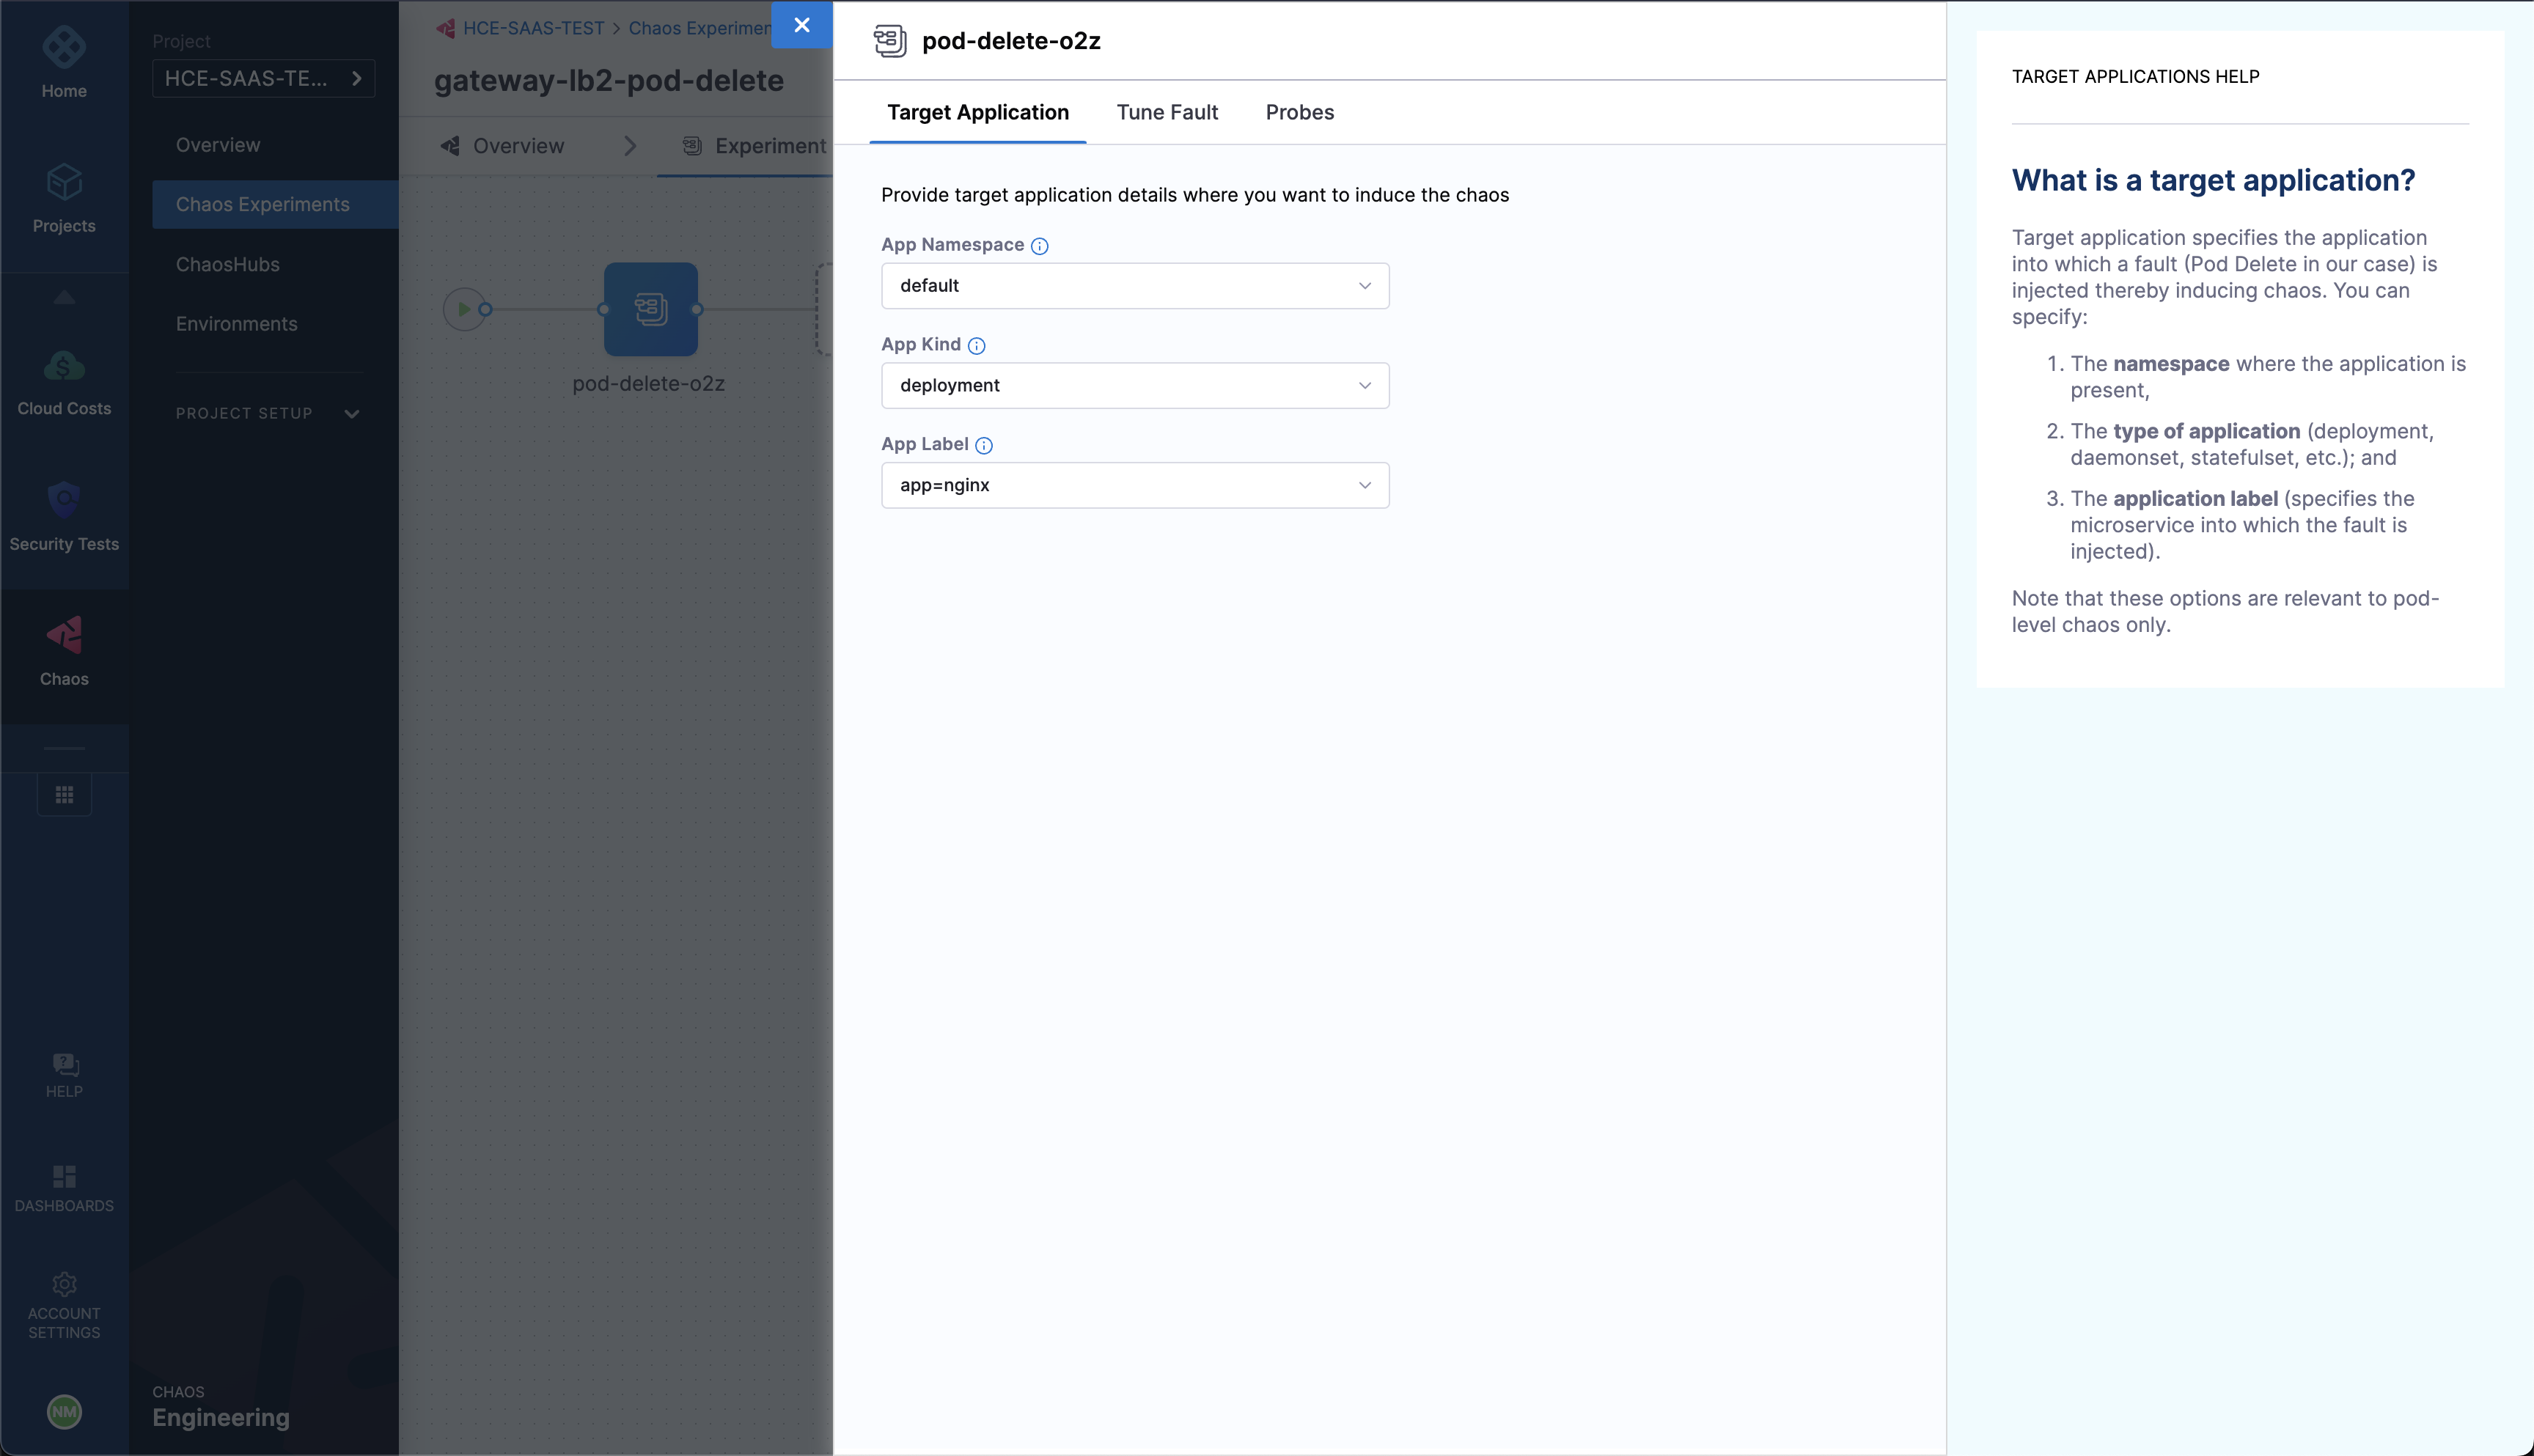 Home
Projects
Cloud Costs
Security Tests
Chaos
HELP
DASHBOARDS
ACCOUNT
SETTINGS
NM
Project
HCE-SAAS-TE...
Overview
Chaos Experiments
ChaosHubs
Environments
PROJECT SETUP
CHAOS
Engineering
HCE-SAAS-TEST > Chaos Experimen
gateway-lb2-pod-delete
Overview
Experiment
pod-delete-o2z
pod-delete-o2z
Target Application
Tune Fault
Probes
Provide target application details where you want to induce the chaos
App Namespace
default
App Kind
deployment
App Label
app=nginx
TARGET APPLICATIONS HELP
What is a target application?
Target application specifies the application
into which a fault (Pod Delete in our case) is
injected thereby inducing chaos. You can
specify:
1. The namespace where the application is
present,
2. The type of application (deployment,
daemonset, statefulset, etc.); and
3. The application label (specifies the
microservice into which the fault is
injected).
Note that these options are relevant to pod-
level chaos only.